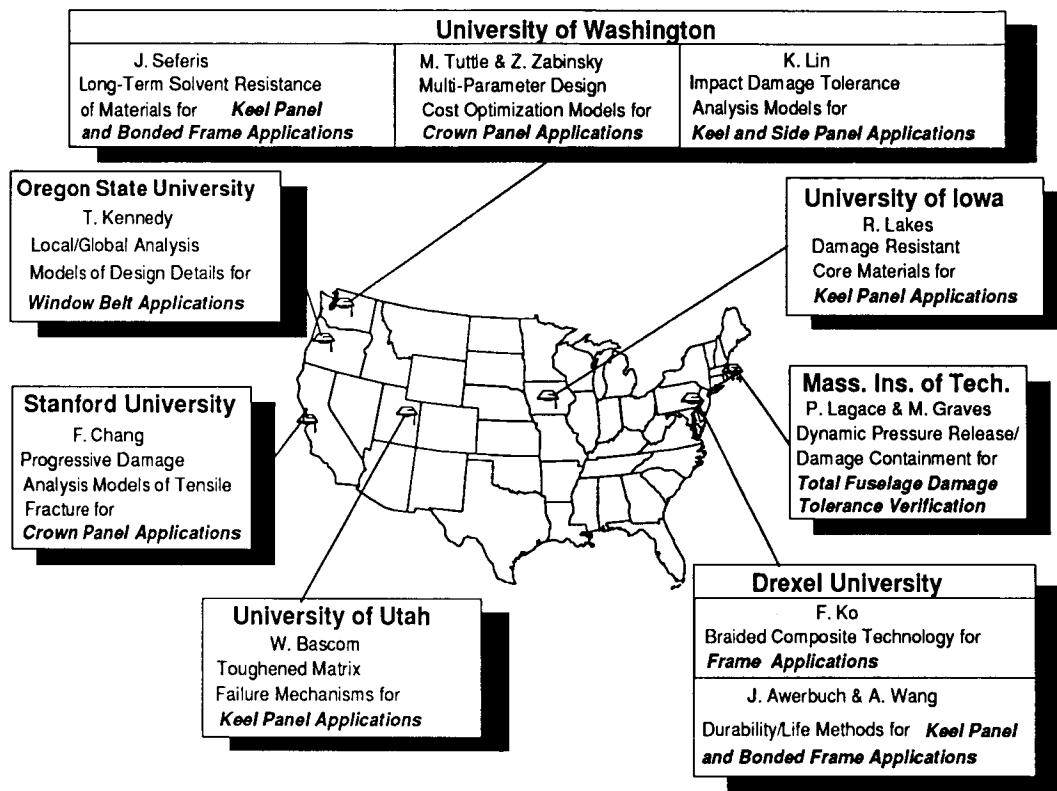 University of Washington
J. Seferis
Long-Term Solvent Resistance
of Materials for Keel Panel
and Bonded Frame Applications
M. Tuttle & Z. Zabinsky
Multi-Parameter Design
Cost Optimization Models for
Crown Panel Applications
K. Lin
Impact Damage Tolerance
Analysis Models for
Keel and Side Panel Applications
Oregon State University
T. Kennedy
Local/Global Analysis
Models of Design Details for
Window Belt Applications
University of Iowa
R. Lakes
Damage Resistant
Core Materials for
Keel Panel Applications
Stanford University
F. Chang
Progressive Damage
Analysis Models of Tensile
Fracture for
Crown Panel Applications
Mass. Ins. of Tech.
P. Lagace & M. Graves
Dynamic Pressure Release/
Damage Containment for
Total Fuselage Damage
Tolerance Verification
University of Utah
W. Bascom
Toughened Matrix
Failure Mechanisms for
Keel Panel Applications
Drexel University
F. Ko
Braided Composite Technology for
Frame Applications
J. Awerbuch & A. Wang
Durability/Life Methods for Keel Panel
and Bonded Frame Applications